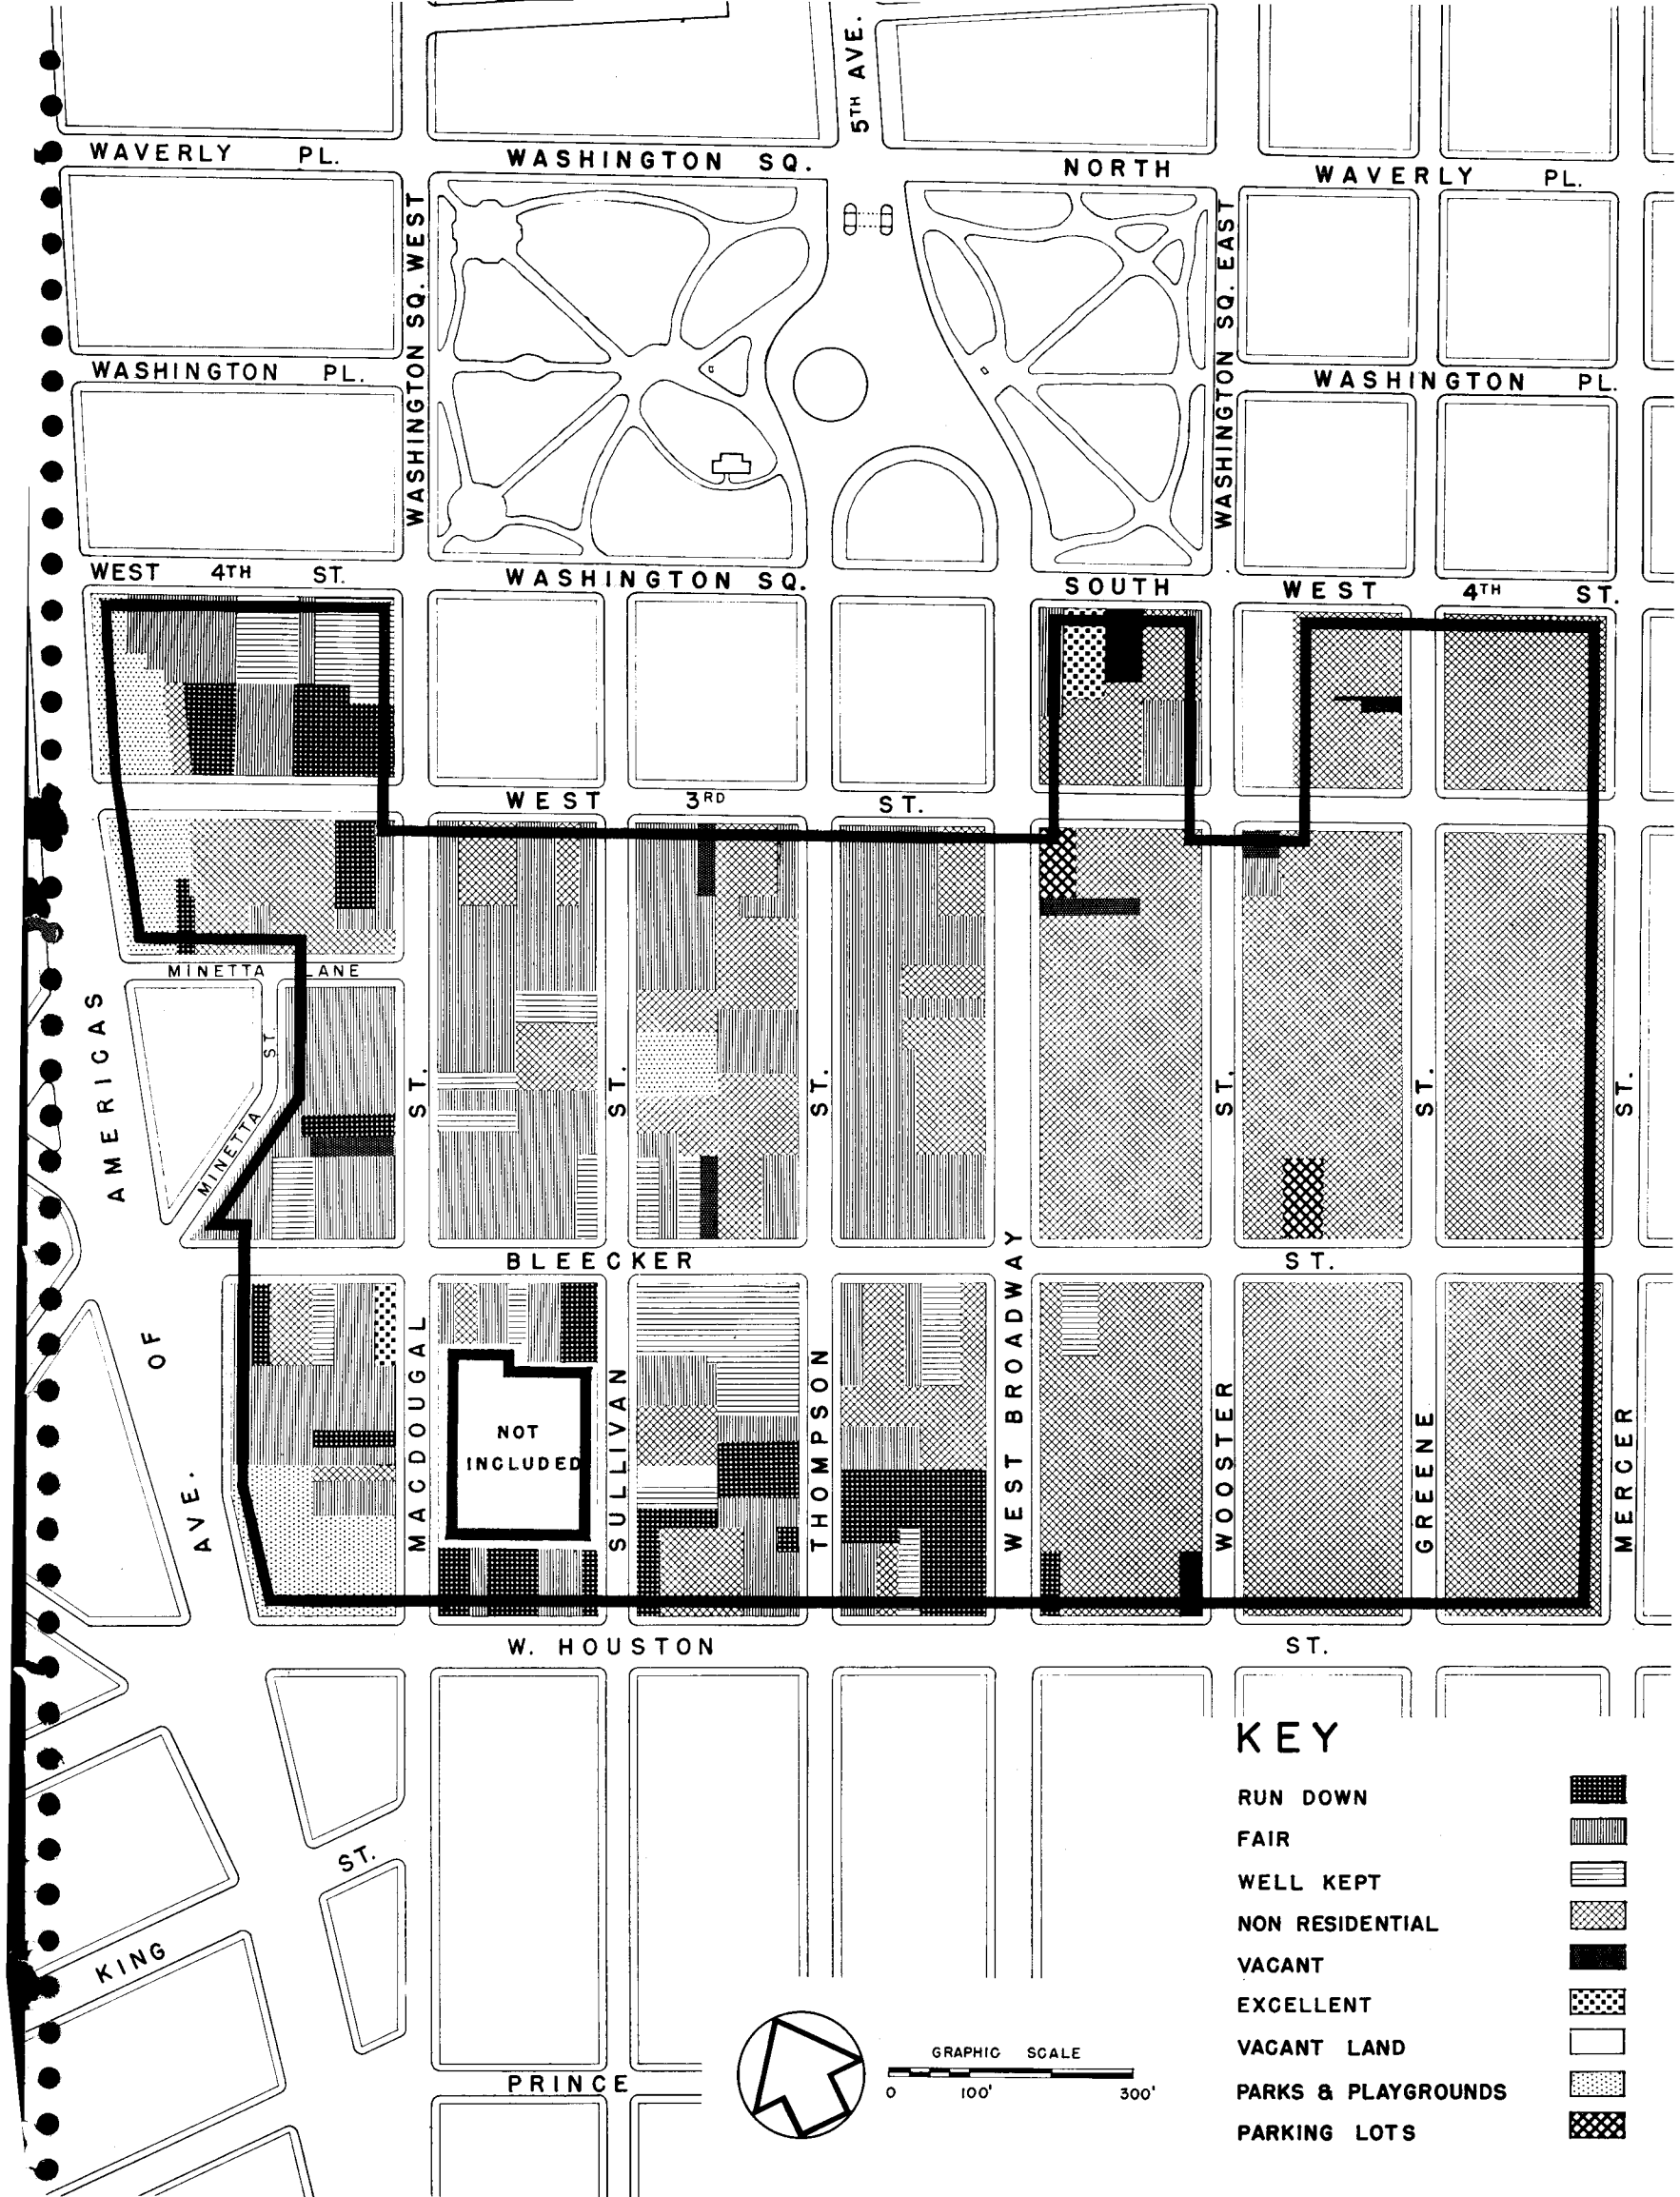 5TH AVE.
WAVERLY PL.
WASHINGTON SQ.
NORTH
WAVERLY PL.
WASHINGTON SQ. WEST
WASHINGTON SQ. EAST
WASHINGTON PL.
WASHINGTON PL.
WEST 4TH ST.
WASHINGTON SQ.
SOUTH
WEST 4TH ST.
WEST 3RD ST.
MINETTA LANE
MINETTA ST.
AVE. OF AMERICAS
BLEECKER ST.
MACDOUGAL ST.
SULLIVAN ST.
THOMPSON ST.
WEST BROADWAY
WOOSTER ST.
GREENE ST.
MERCER ST.
NOT
INCLUDED
W. HOUSTON ST.
KING ST.
PRINCE
KEY
RUN DOWN
FAIR
WELL KEPT
NON RESIDENTIAL
VACANT
EXCELLENT
VACANT LAND
PARKS & PLAYGROUNDS
PARKING LOTS
GRAPHIC SCALE
0 100' 300'